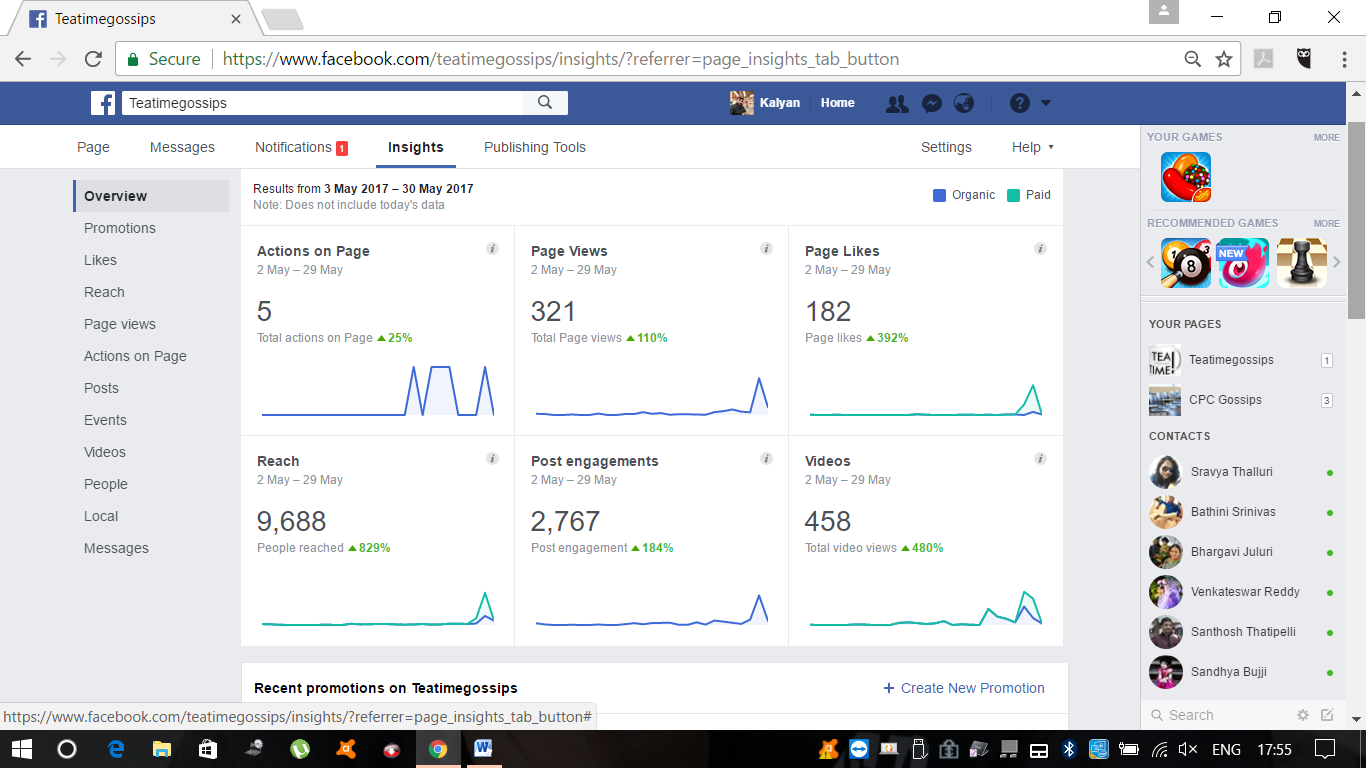 Teatimegossips
Secure https://www.facebook.com/teatimegossips/insights/?referrer=page_insights_tab_button
Teatimegossips
Kalyan Home
Page Messages Notifications 1 Insights Publishing Tools Settings Help
Overview
Promotions
Likes
Reach
Page views
Actions on Page
Posts
Events
Videos
People
Local
Messages
Results from 3 May 2017 – 30 May 2017
Note: Does not include today's data
Organic Paid
Actions on Page
2 May – 29 May
5
Total actions on Page 25%
Page Views
2 May – 29 May
321
Total Page views 110%
Page Likes
2 May – 29 May
182
Page likes 392%
Reach
2 May – 29 May
9,688
People reached 829%
Post engagements
2 May – 29 May
2,767
Post engagement 184%
Videos
2 May – 29 May
458
Total video views 480%
Recent promotions on Teatimegossips
+ Create New Promotion
YOUR GAMES MORE
RECOMMENDED GAMES MORE
8 3
NEW
YOUR PAGES
TEA TIME!
Teatimegossips 1
CPC Gossips 3
CONTACTS
Sravya Thalluri
Bathini Srinivas
Bhargavi Juluri
Venkateswar Reddy
Santhosh Thatipelli
Sandhya Bujji
Search
https://www.facebook.com/teatimegossips/insights/?referrer=page_insights_tab_button#
ENG 17:55